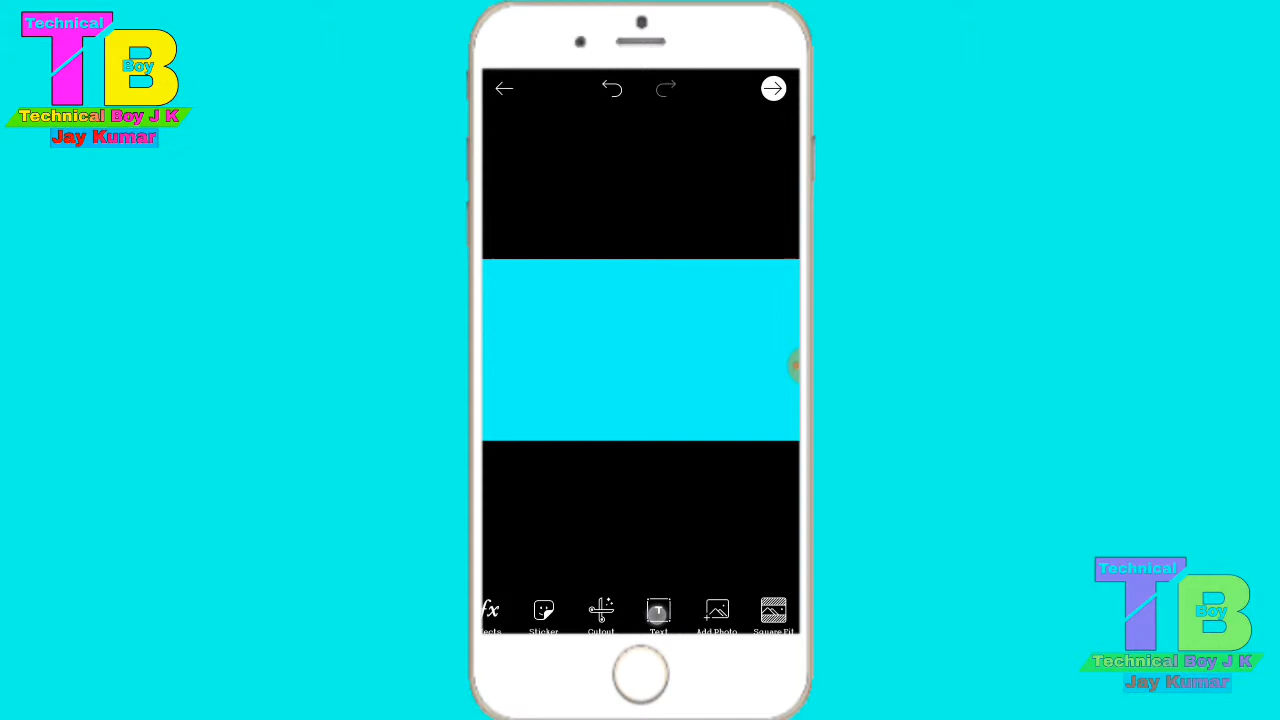 Technical
TB
Boy
Technical Boy J K
Jay Kumar
fx
ects
Sticker
Cutout
T
Text
Add Photo
Square Fit
Technical
TB
Boy
Technical Boy J K
Jay Kumar